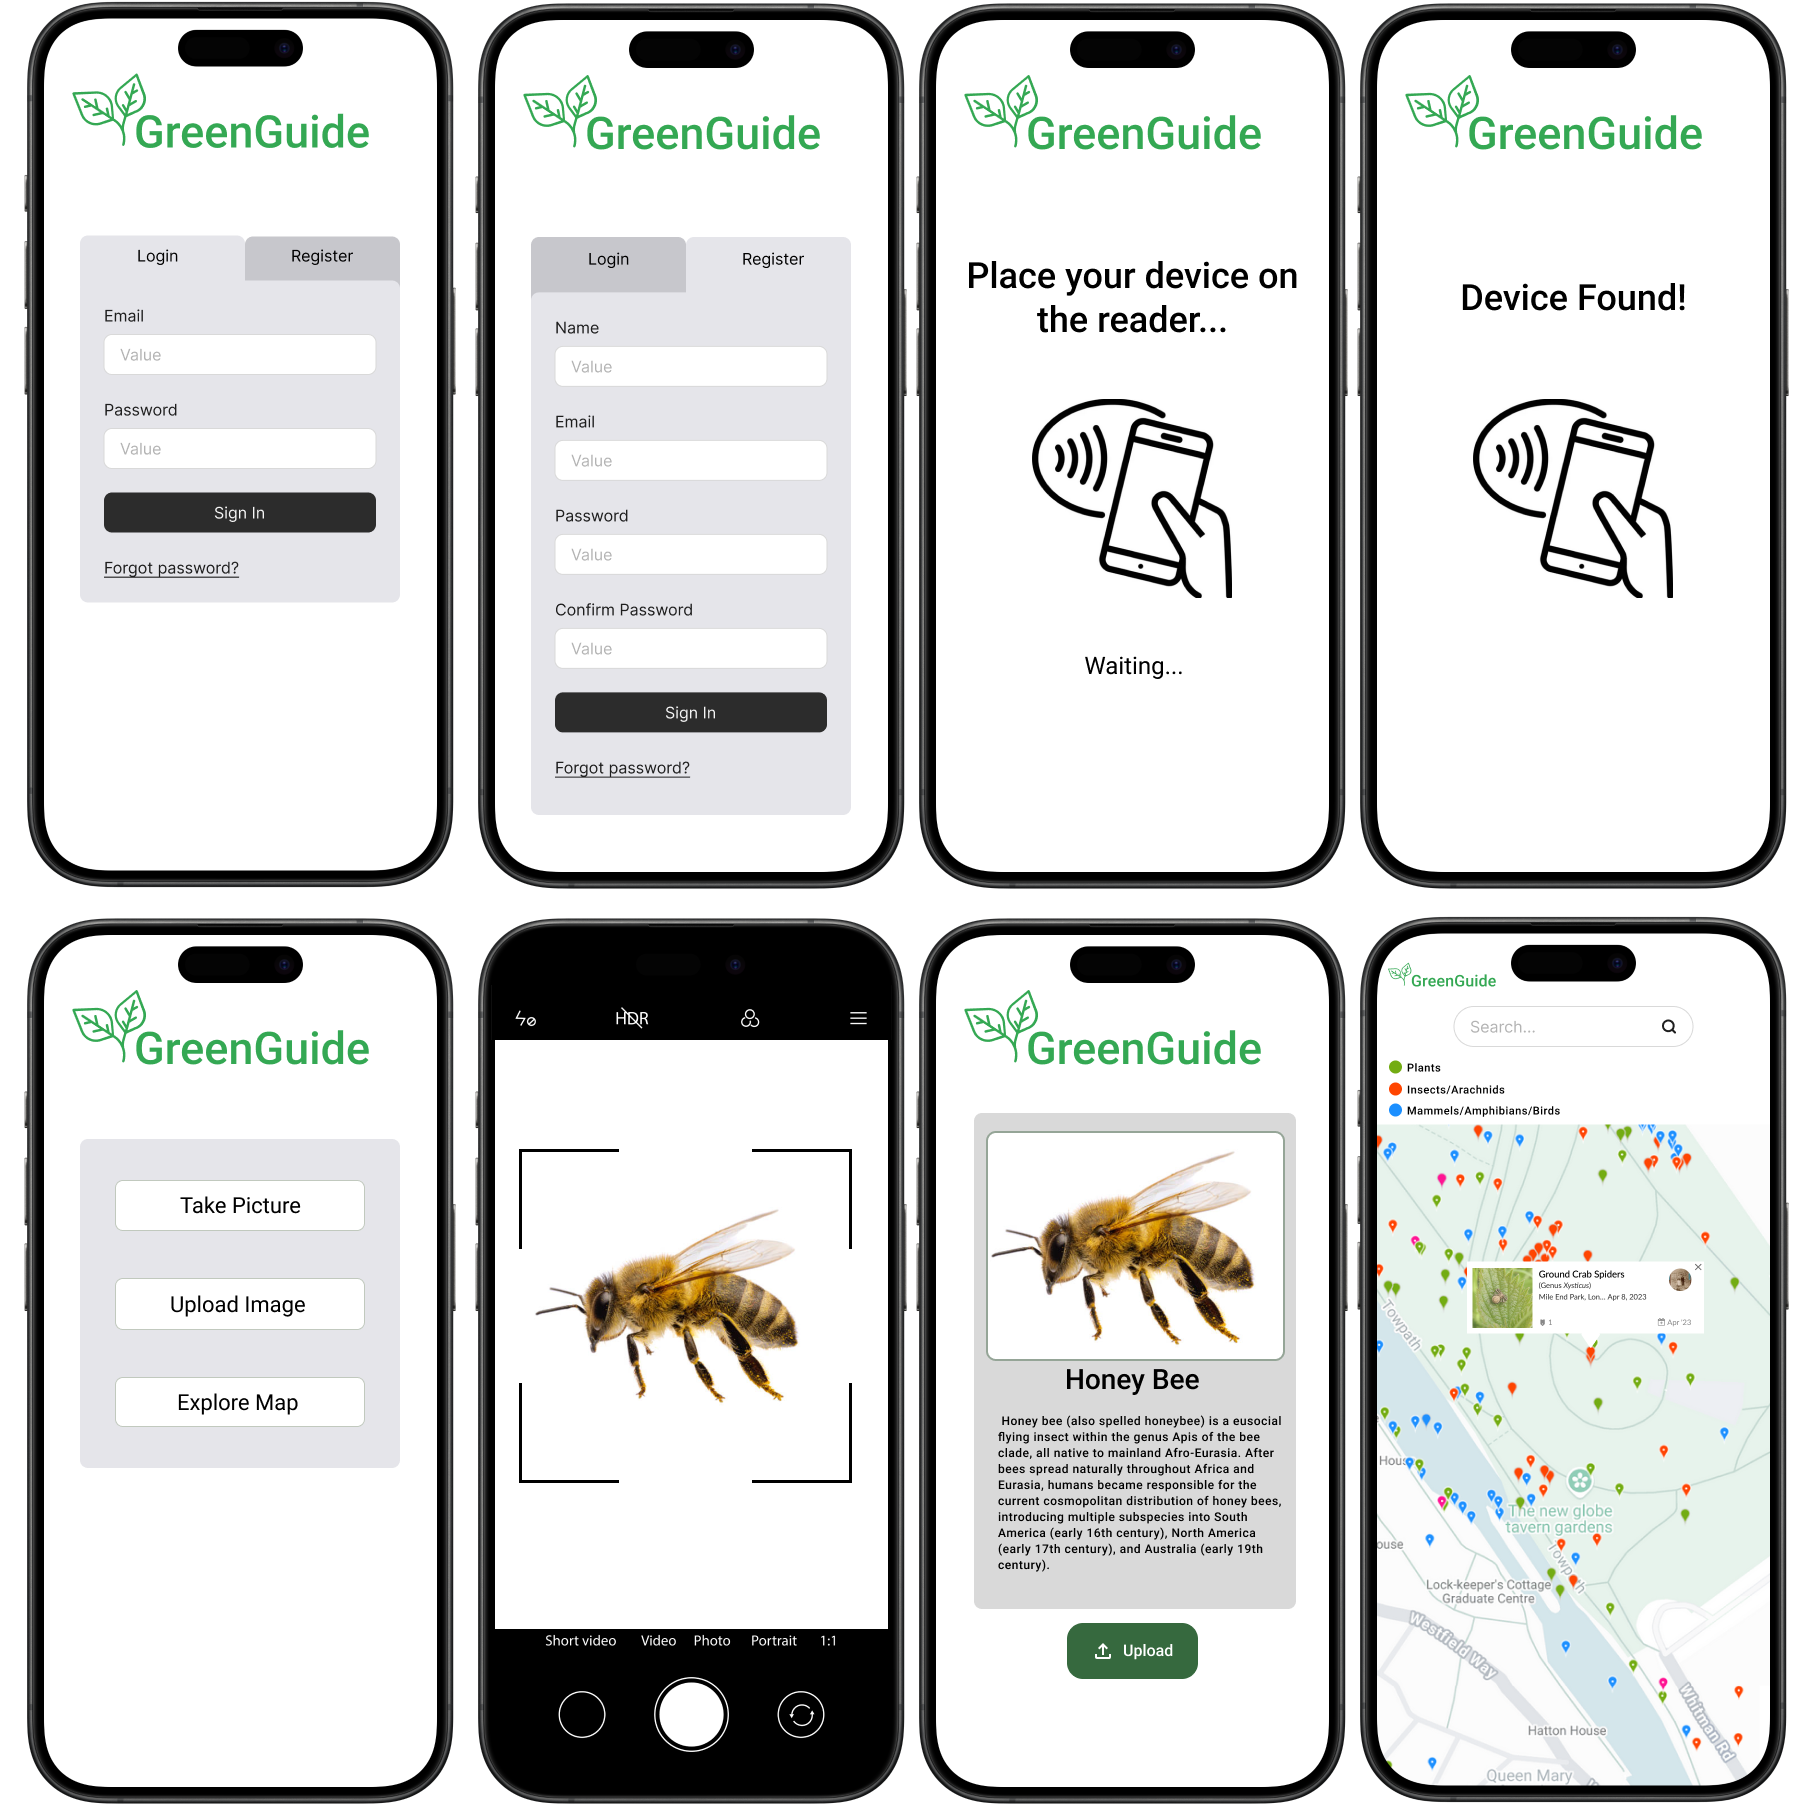 GreenGuide
Login
Register
Email
Value
Password
Value
Sign In
Forgot password?
GreenGuide
Login
Register
Name
Value
Email
Value
Password
Value
Confirm Password
Value
Sign In
Forgot password?
GreenGuide
Place your device on
the reader...
Waiting...
GreenGuide
Device Found!
GreenGuide
Take Picture
Upload Image
Explore Map
HDR
Short video
Video
Photo
Portrait
1:1
GreenGuide
Honey Bee
Honey bee (also spelled honeybee) is a eusocial
flying insect within the genus Apis of the bee
clade, all native to mainland Afro-Eurasia. After
bees spread naturally throughout Africa and
Eurasia, humans became responsible for the
current cosmopolitan distribution of honey bees,
introducing multiple subspecies into South
America (early 16th century), North America
(early 17th century), and Australia (early 19th
century).
Upload
GreenGuide
Search...
Plants
Insects/Arachnids
Mammels/Amphibians/Birds
Ground Crab Spiders
(Genus Xysticus)
Mile End Park, Lon... Apr 8, 2023
1
Apr '23
Towpath
Hous
The new globe
tavern gardens
ouse
Towpath
Lock-keeper's Cottage
Graduate Centre
Westfield Way
Whitman Rd
Hatton House
Queen Mary